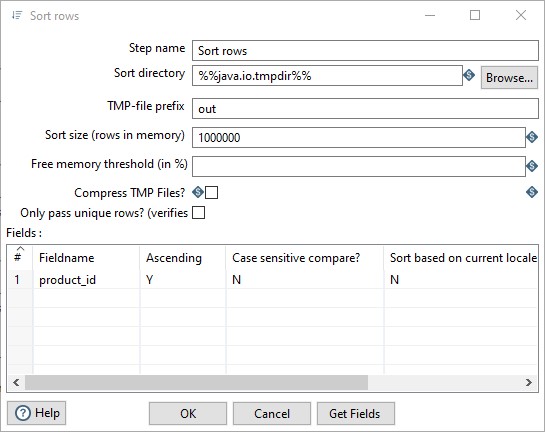 Sort rows
Step name Sort rows
Sort directory %%java.io.tmpdir%% Browse...
TMP-file prefix out
Sort size (rows in memory) 1000000
Free memory threshold (in %)
Compress TMP Files?
Only pass unique rows? (verifies
Fields :
# Fieldname Ascending Case sensitive compare? Sort based on current locale
1 product_id Y N N
Help OK Cancel Get Fields